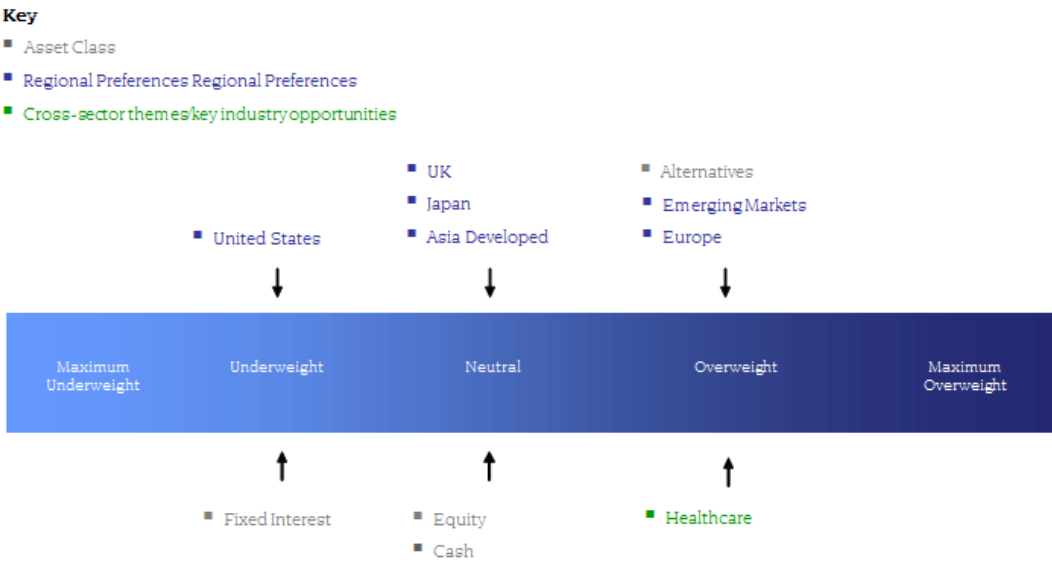 Key
Asset Class
Regional Preferences Regional Preferences
Cross-sector themes/key industry opportunities
UK
Alternatives
Japan
Emerging Markets
United States
Asia Developed
Europe
Maximum
Underweight
Underweight
Neutral
Overweight
Maximum
Overweight
Fixed Interest
Equity
Healthcare
Cash